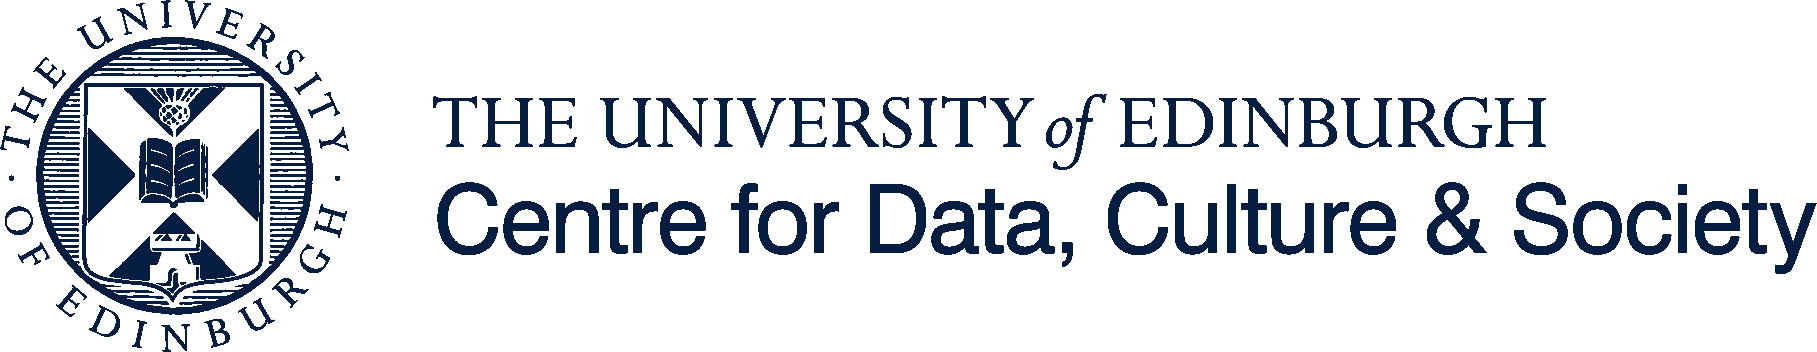 THE UNIVERSITY OF EDINBURGH
THE UNIVERSITY of EDINBURGH
Centre for Data, Culture & Society